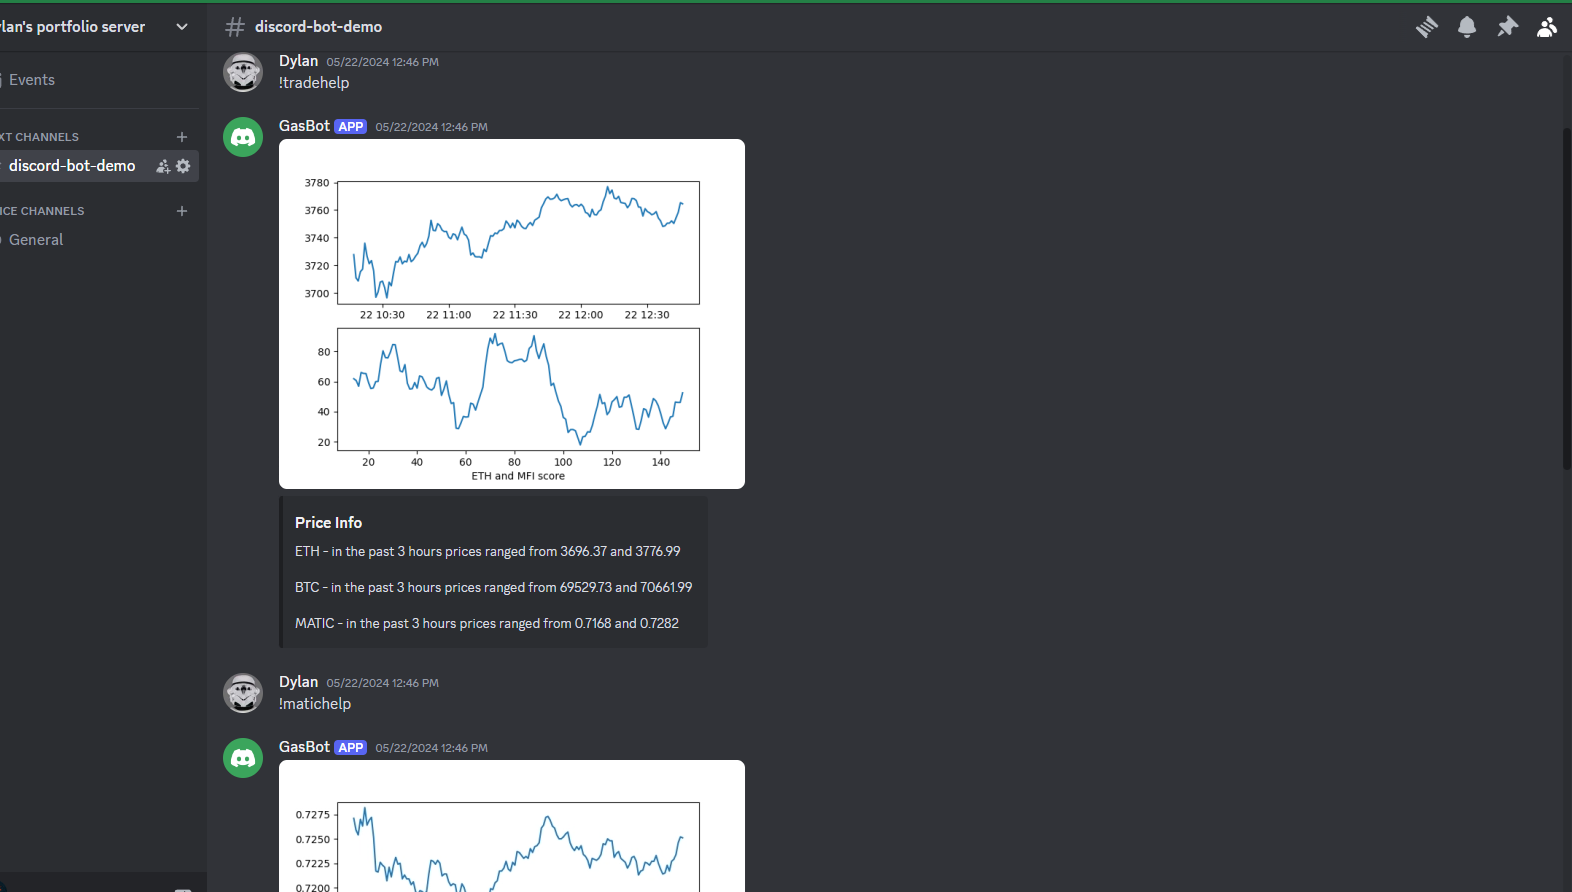 ylan's portfolio server
Events
XT CHANNELS
discord-bot-demo
ICE CHANNELS
General
# discord-bot-demo
Dylan 05/22/2024 12:46 PM
!tradehelp
GasBot APP 05/22/2024 12:46 PM
3780
3760
3740
3720
3700
22 10:30 22 11:00 22 11:30 22 12:00 22 12:30
80
60
40
20
20 40 60 80 100 120 140
ETH and MFI score
Price Info
ETH - in the past 3 hours prices ranged from 3696.37 and 3776.99
BTC - in the past 3 hours prices ranged from 69529.73 and 70661.99
MATIC - in the past 3 hours prices ranged from 0.7168 and 0.7282
Dylan 05/22/2024 12:46 PM
!matichelp
GasBot APP 05/22/2024 12:46 PM
0.7275
0.7250
0.7225
0.7200